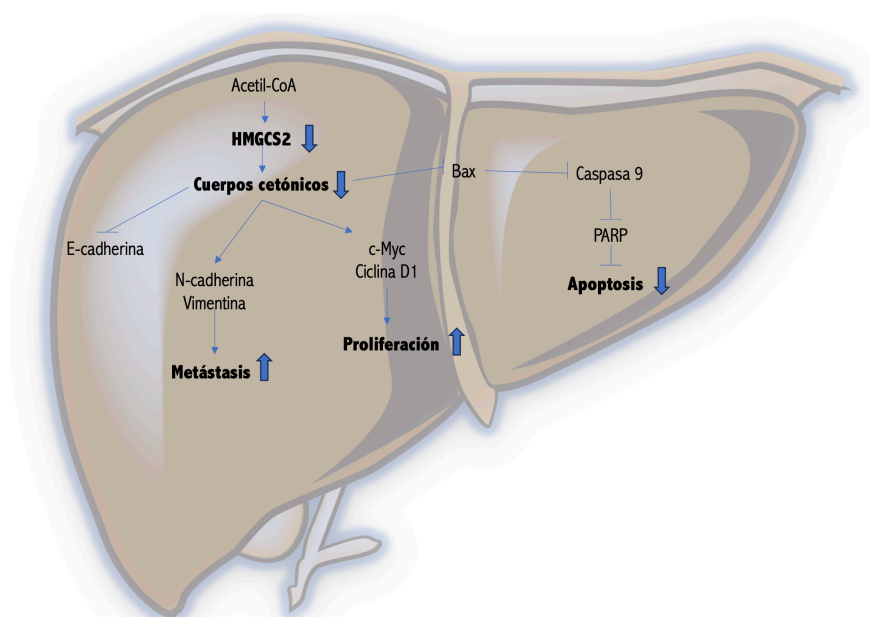 Acetil-CoA
HMGCS2
Cuerpos cetónicos
Bax
Caspasa 9
E-cadherina
PARP
c-Myc
Ciclina D1
N-cadherina
Vimentina
Apoptosis
Proliferación
Metástasis